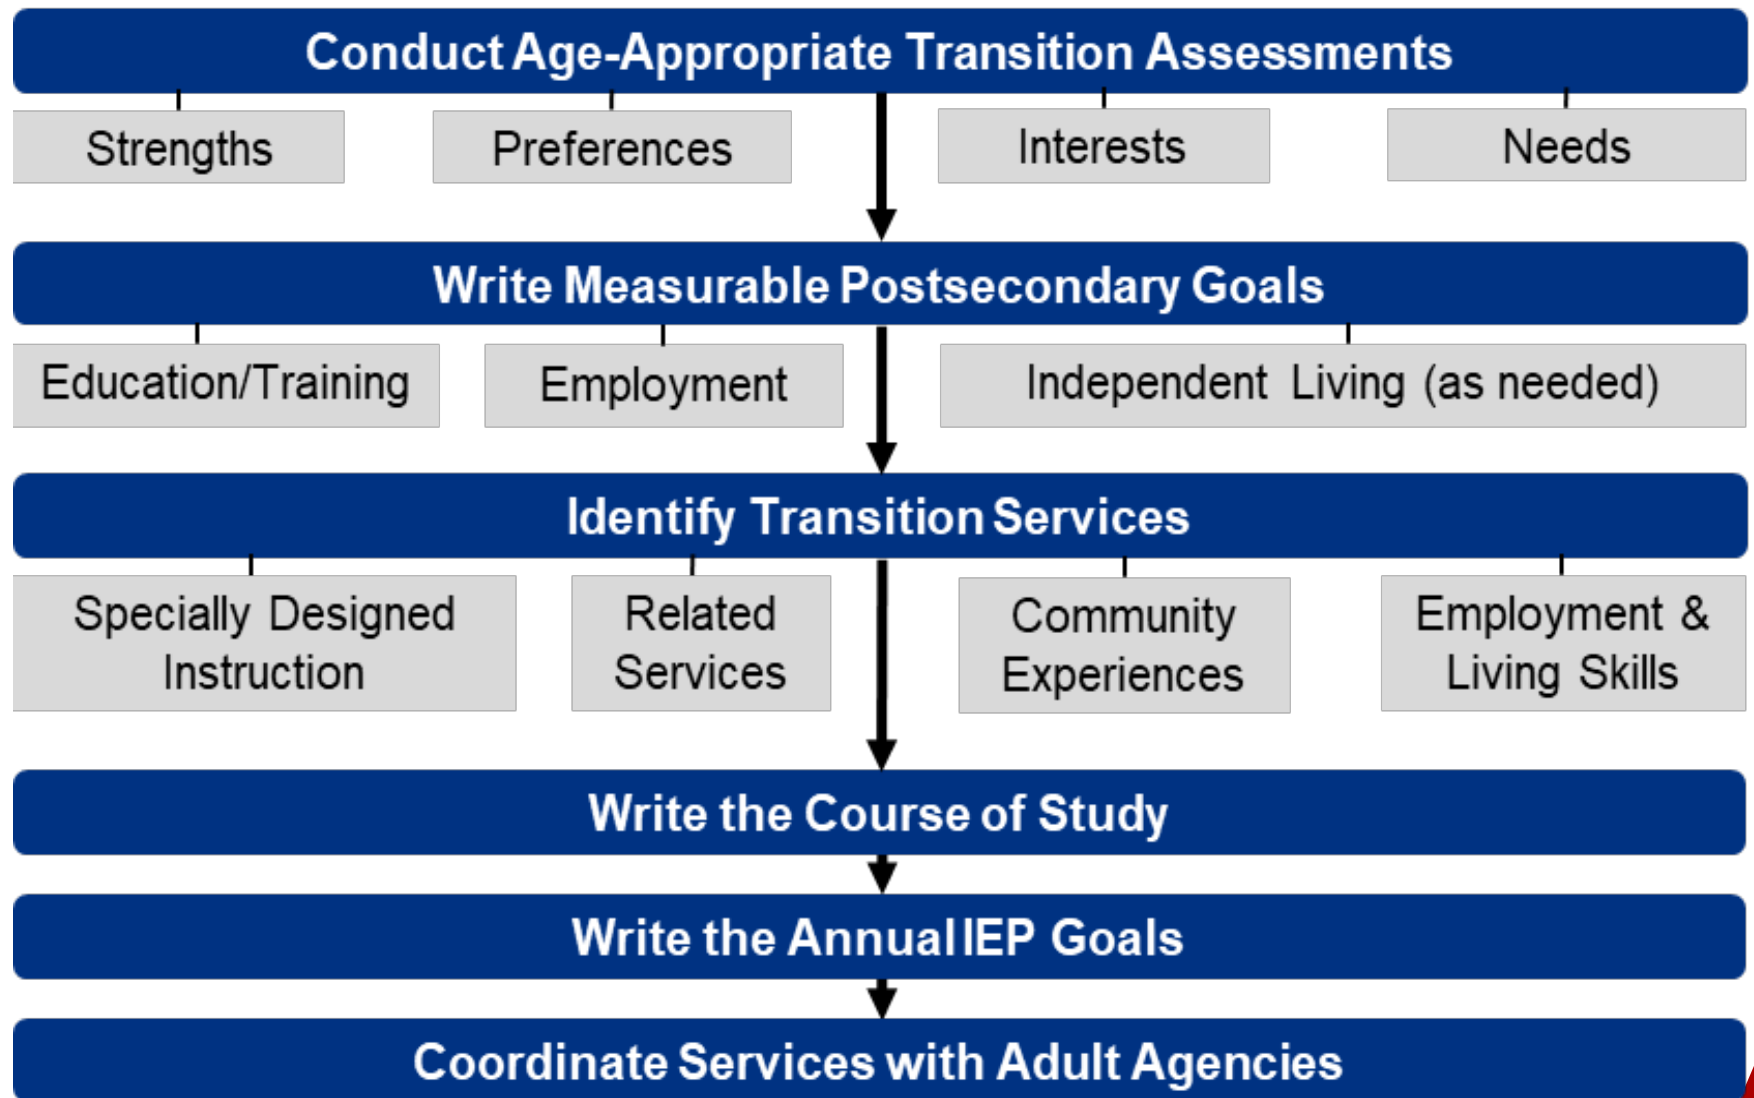 Conduct Age-Appropriate Transition Assessments
Strengths
Preferences
Interests
Needs
Write Measurable Postsecondary Goals
Education/Training
Employment
Independent Living (as needed)
Identify Transition Services
Specially Designed
Instruction
Related
Services
Community
Experiences
Employment &
Living Skills
Write the Course of Study
Write the Annual IEP Goals
Coordinate Services with Adult Agencies